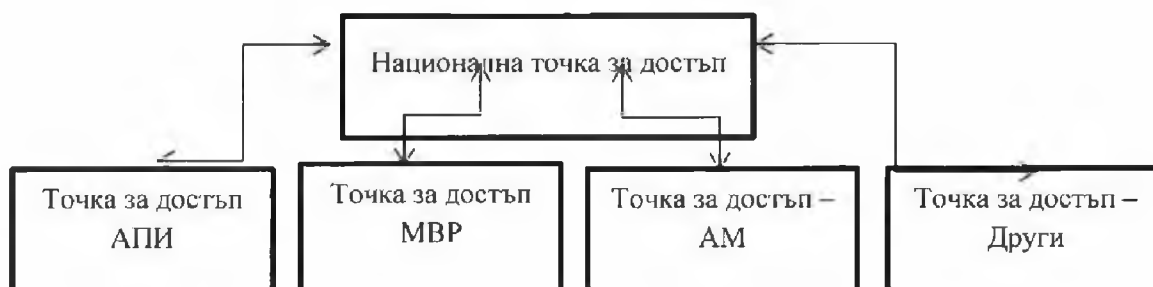 Национална точка за достъп
Точка за достъп
АПИ
Точка за достъп
МВР
Точка за достъп –
АМ
Точка за достъп –
Други